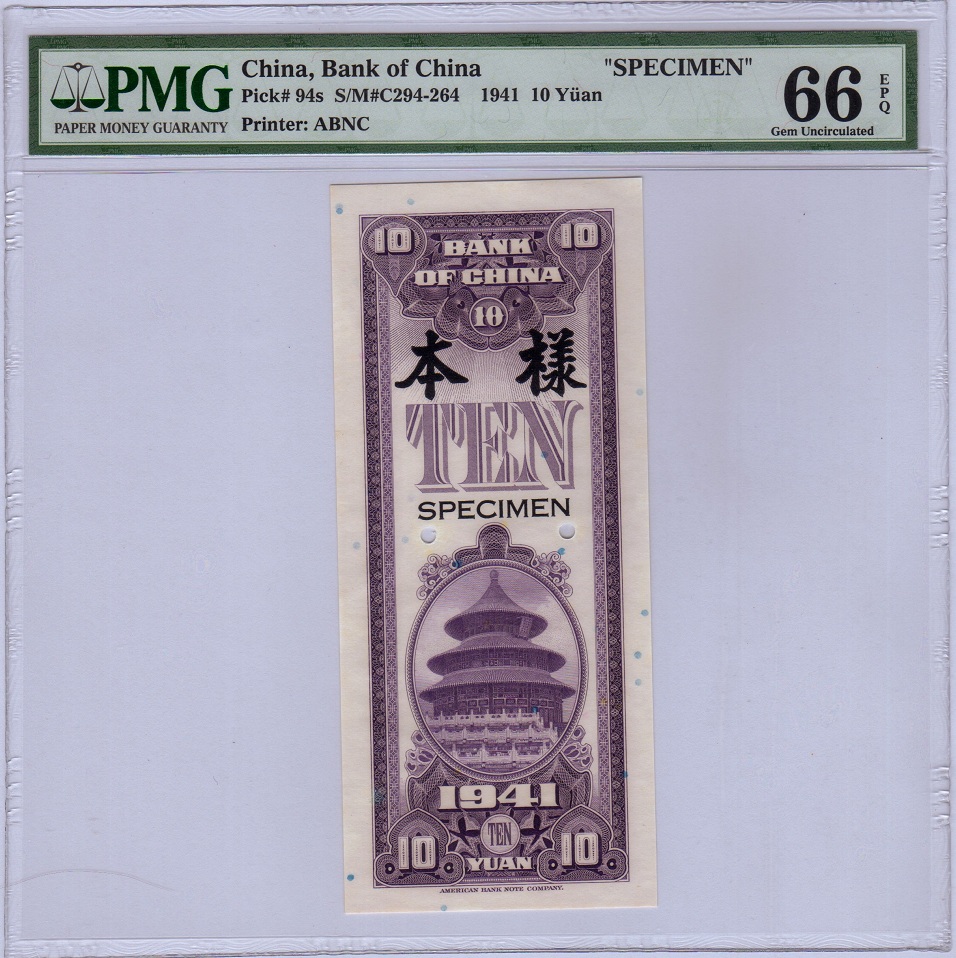 PMG
PAPER MONEY GUARANTY
China, Bank of China "SPECIMEN"
Pick# 94s S/M#C294-264 1941 10 Yüan
Printer: ABNC
66 EPQ
Gem Uncirculated
10 10
BANK
OF CHINA
10
本 樣
TEN
SPECIMEN
1941
TEN
10 YUAN 10
AMERICAN BANK NOTE COMPANY.